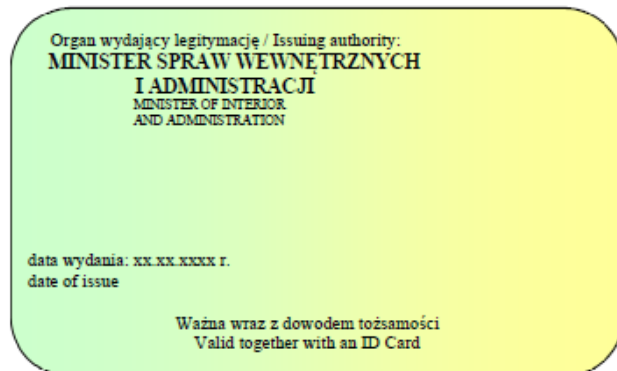 Organ wydający legitymację / Issuing authority:
MINISTER SPRAW WEWNĘTRZNYCH
I ADMINISTRACJI
MINISTER OF INTERIOR
AND ADMINISTRATION
data wydania: xx.xx.xxxx r.
date of issue
Ważna wraz z dowodem tożsamości
Valid together with an ID Card